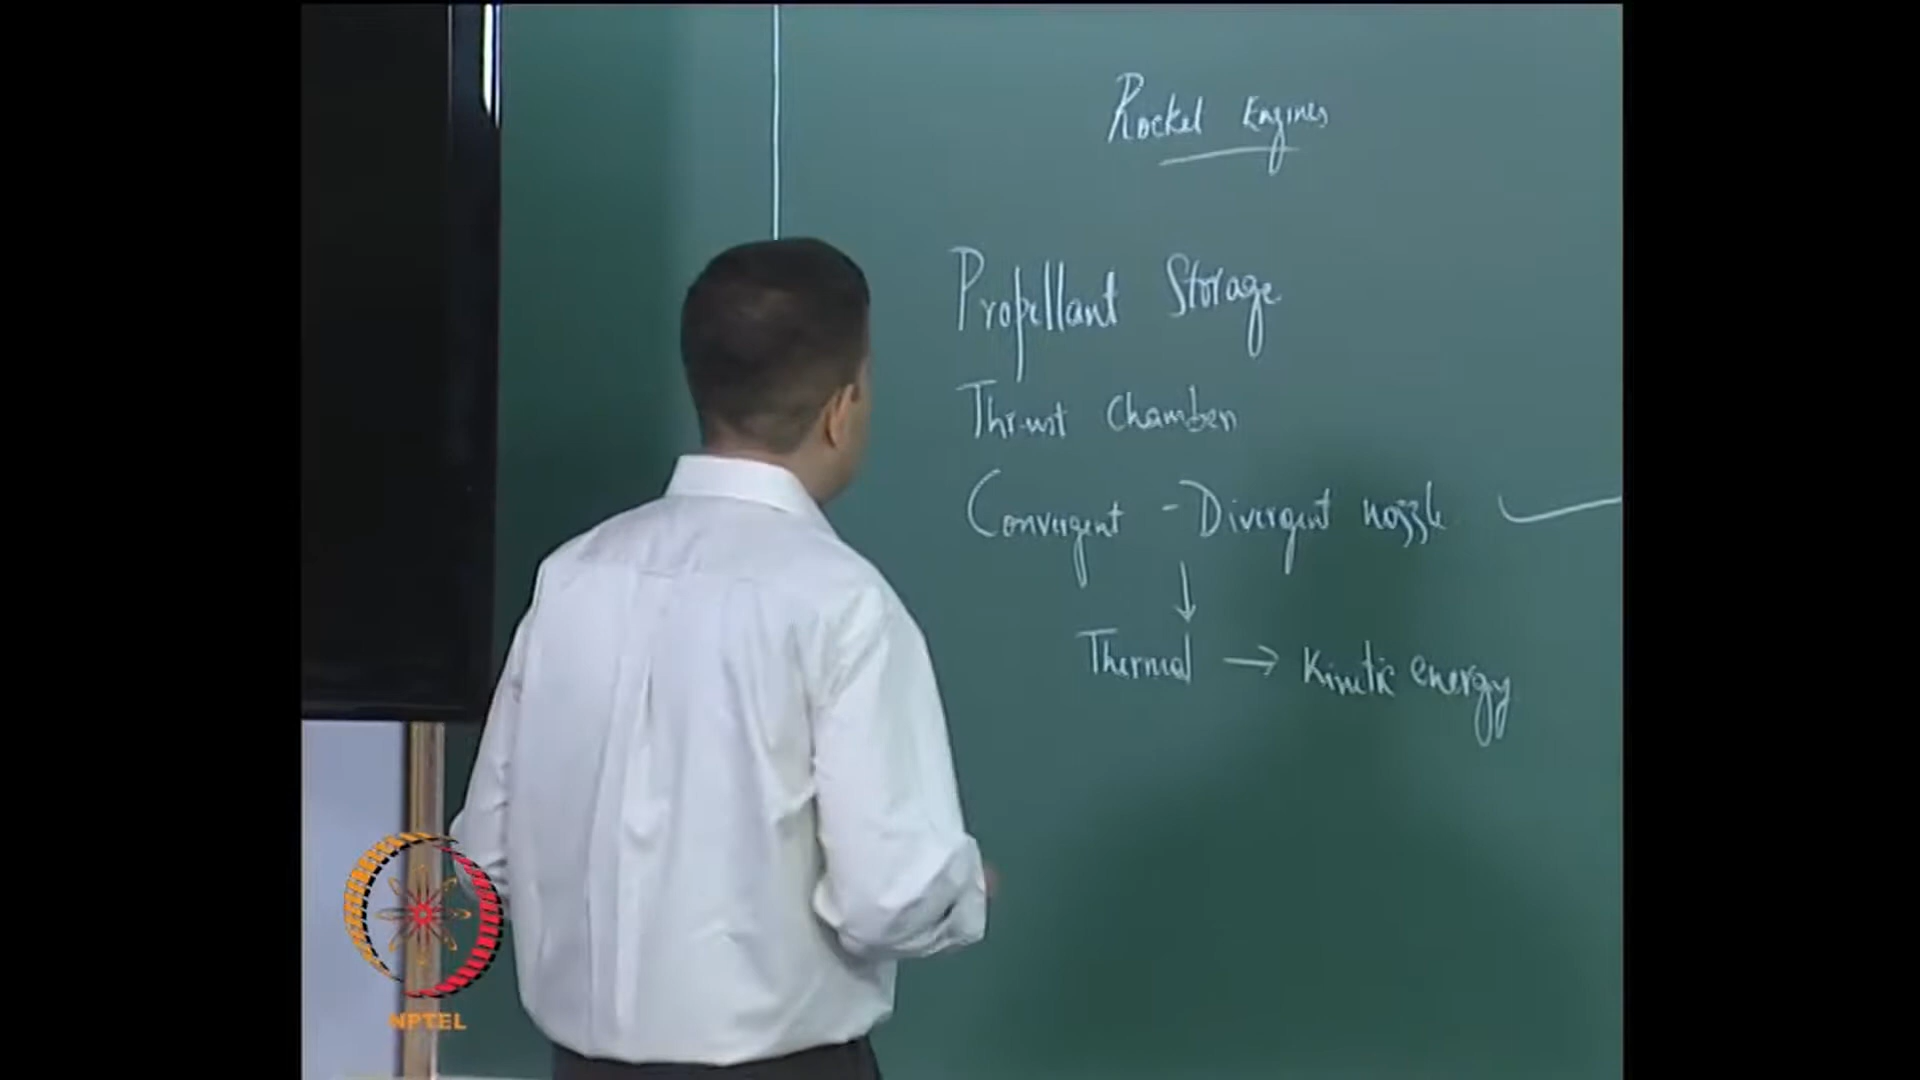 Rocket Engines
Propellant Storage
Thrust Chamber
Convergent - Divergent nozzle
↓
Thermal → Kinetic energy
NPTEL